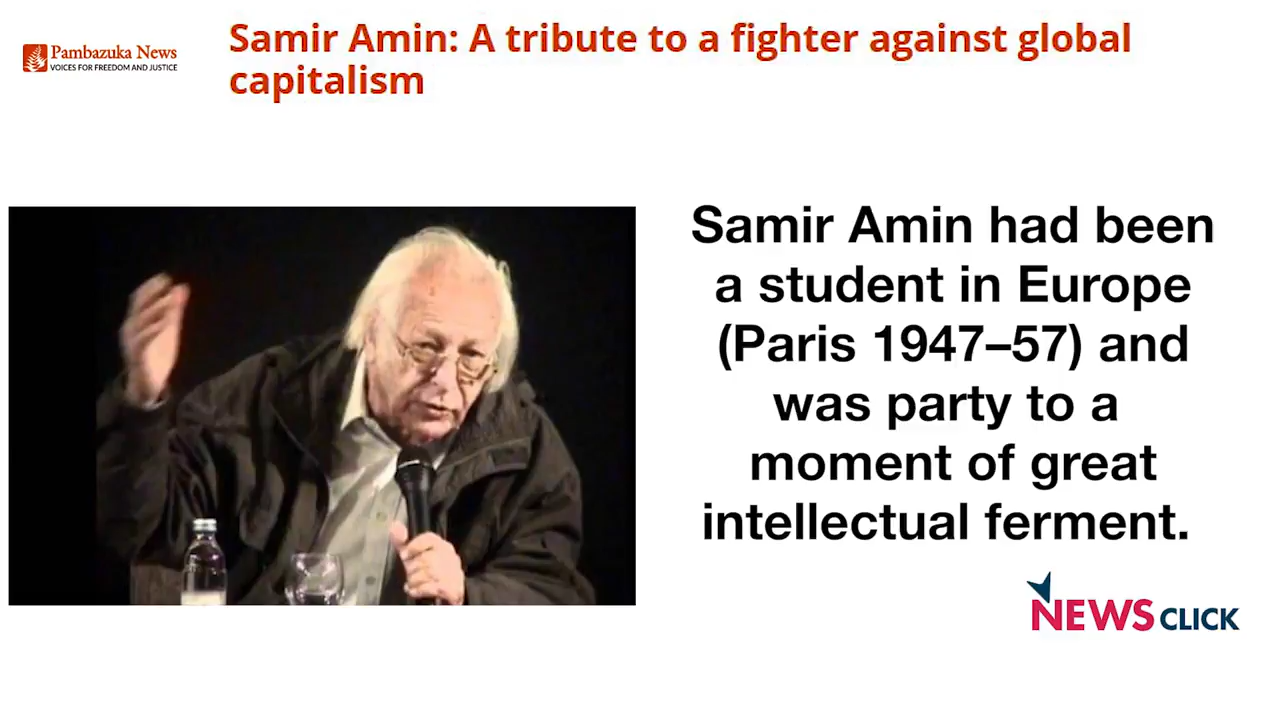 Pambazuka News
VOICES FOR FREEDOM AND JUSTICE
Samir Amin: A tribute to a fighter against global
capitalism
Samir Amin had been
a student in Europe
(Paris 1947–57) and
was party to a
moment of great
intellectual ferment.
NEWSCLICK